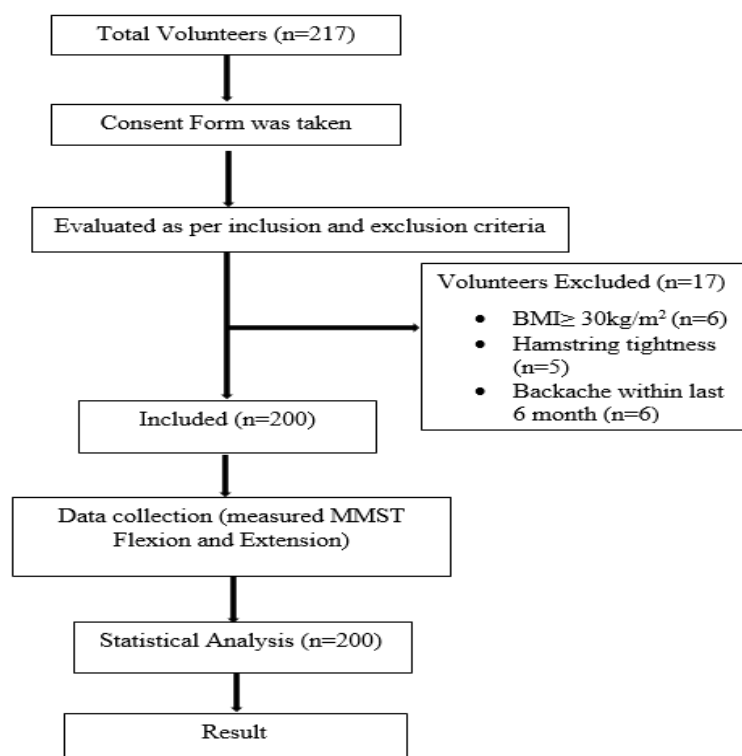 Total Volunteers (n=217)
Consent Form was taken
Evaluated as per inclusion and exclusion criteria
Volunteers Excluded (n=17)
• BMI≥ 30kg/m² (n=6)
• Hamstring tightness
(n=5)
• Backache within last
6 month (n=6)
Included (n=200)
Data collection (measured MMST
Flexion and Extension)
Statistical Analysis (n=200)
Result